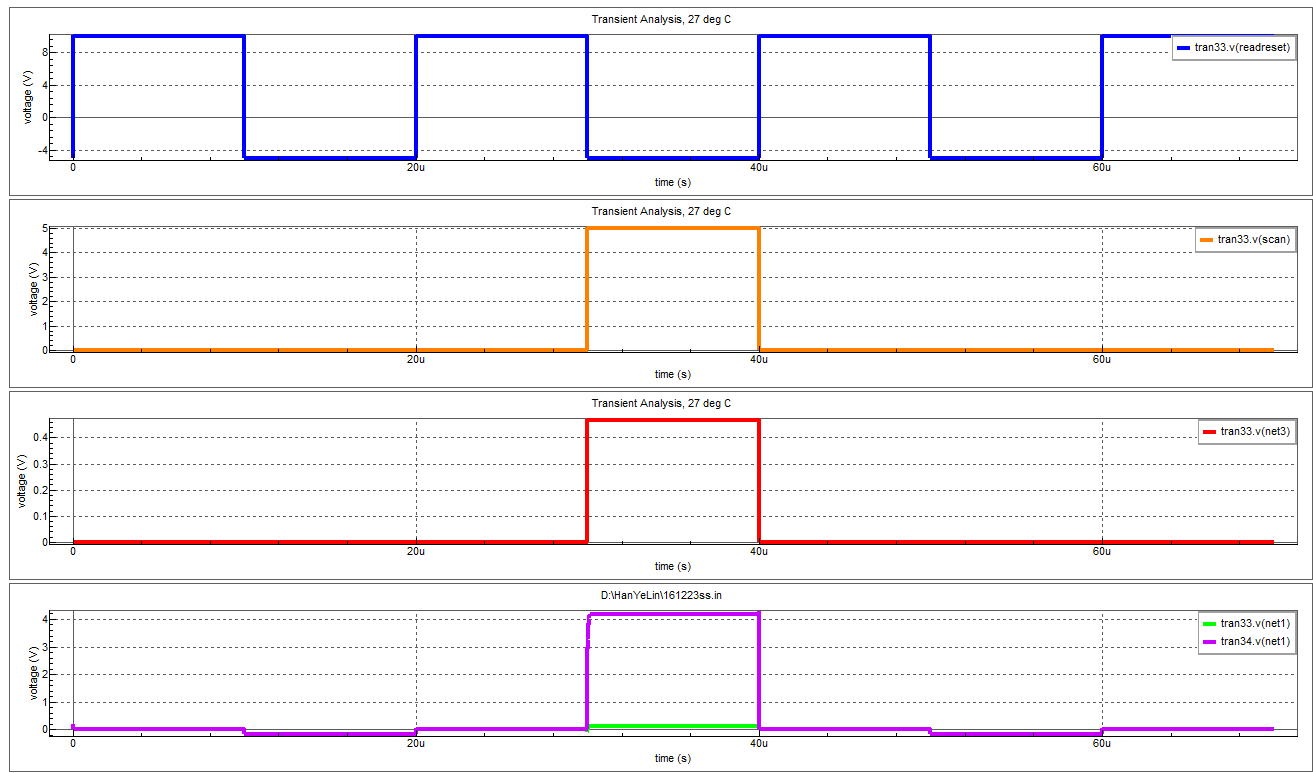 Transient Analysis, 27 deg C
tran33.v(readreset)
voltage (V)
8
4
0
-4
0
20u
40u
60u
time (s)
Transient Analysis, 27 deg C
tran33.v(scan)
voltage (V)
5
4
3
2
1
0
0
20u
40u
60u
time (s)
Transient Analysis, 27 deg C
tran33.v(net3)
voltage (V)
0.4
0.3
0.2
0.1
0
0
20u
40u
60u
time (s)
D:\HanYeLin\161223ss.in
tran33.v(net1)
tran34.v(net1)
voltage (V)
4
3
2
1
0
0
20u
40u
60u
time (s)